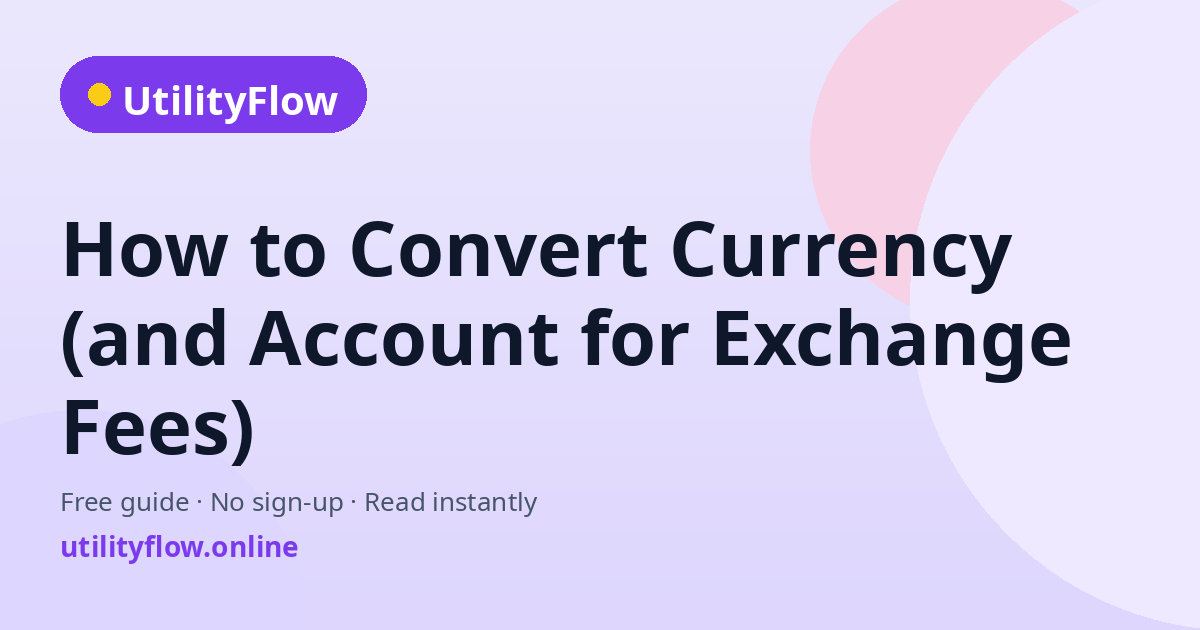 UtilityFlow
How to Convert Currency
(and Account for Exchange
Fees)
Free guide · No sign-up · Read instantly
utilityflow.online